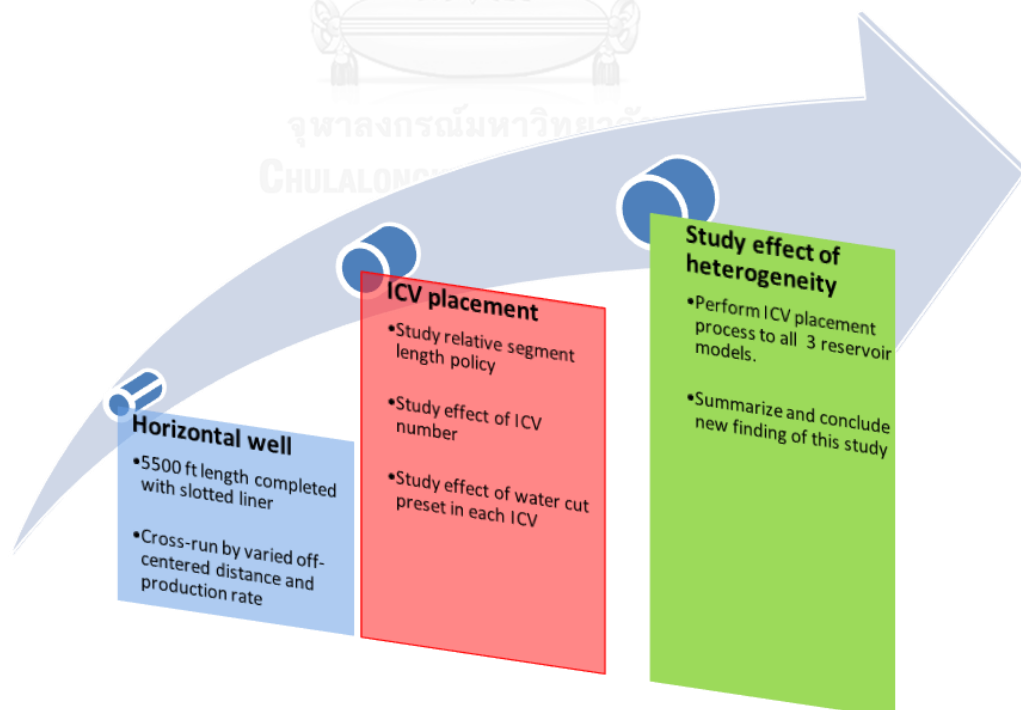 จุฬาลงกรณ์มหาวิทยาลัย
Horizontal well
•5500 ft length completed
with slotted liner
•Cross-run by varied off-
centered distance and
production rate
ICV placement
•Study relative segment
length policy
•Study effect of ICV
number
•Study effect of water cut
preset in each ICV
Study effect of
heterogeneity
•Perform ICV placement
process to all 3 reservoir
models.
•Summarize and conclude
new finding of this study